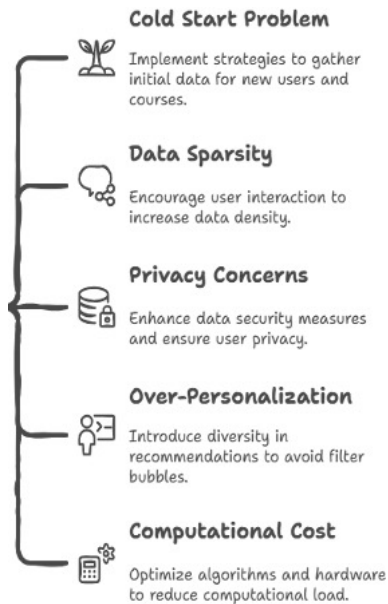 Cold Start Problem
Implement strategies to gather
initial data for new users and
courses.
Data Sparsity
Encourage user interaction to
increase data density.
Privacy Concerns
Enhance data security measures
and ensure user privacy.
Over-Personalization
Introduce diversity in
recommendations to avoid filter
bubbles.
Computational Cost
Optimize algorithms and hardware
to reduce computational load.